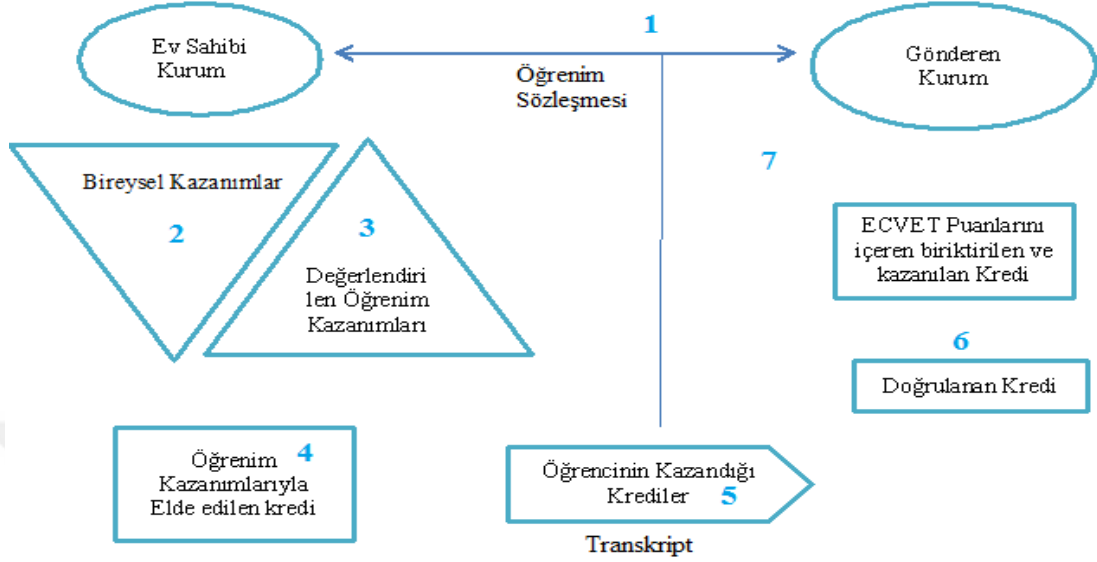 1
Ev Sahibi
Kurum
Gönderen
Kurum
Öğrenim
Sözleşmesi
7
Bireysel Kazanımlar
2
3
Değerlendiri
len Öğrenim
Kazanımları
ECVET Puanlarını
içeren biriktirilen ve
kazanılan Kredi
6
Doğrulanan Kredi
4
Öğrenim
Kazanımlarıyla
Elde edilen kredi
Öğrencinin Kazandığı
Krediler
5
Transkript